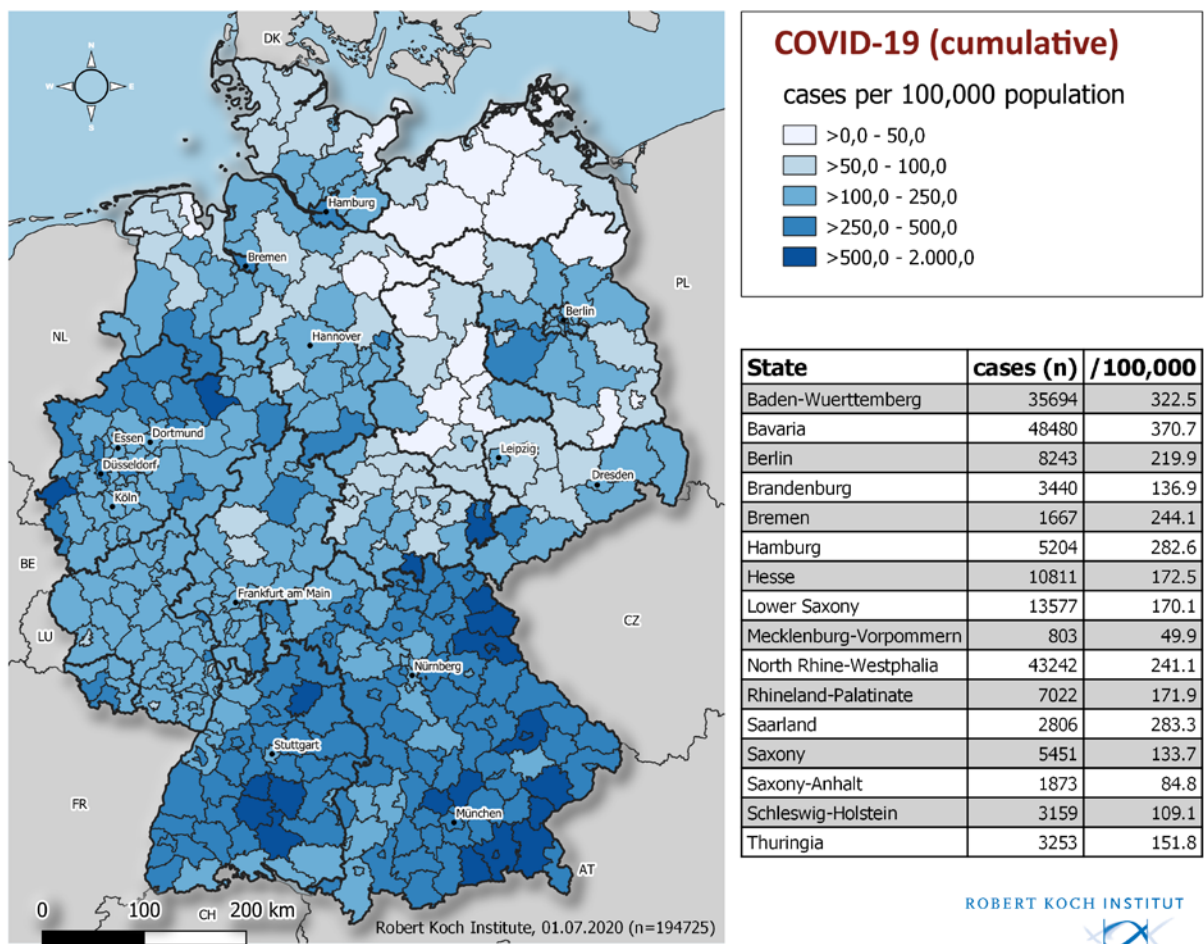 DK
N
W E
S
Hamburg
Bremen
PL
Berlin
NL
Hannover
Essen
Dortmund
Düsseldorf
Leipzig
Dresden
Köln
BE
Frankfurt am Main
LU
CZ
Nürnberg
Stuttgart
FR
München
AT
CH
0 100 200 km
Robert Koch Institute, 01.07.2020 (n=194725)
COVID-19 (cumulative)
cases per 100,000 population
>0,0 - 50,0
>50,0 - 100,0
>100,0 - 250,0
>250,0 - 500,0
>500,0 - 2.000,0
State cases (n) /100,000
Baden-Wuerttemberg 35694 322.5
Bavaria 48480 370.7
Berlin 8243 219.9
Brandenburg 3440 136.9
Bremen 1667 244.1
Hamburg 5204 282.6
Hesse 10811 172.5
Lower Saxony 13577 170.1
Mecklenburg-Vorpommern 803 49.9
North Rhine-Westphalia 43242 241.1
Rhineland-Palatinate 7022 171.9
Saarland 2806 283.3
Saxony 5451 133.7
Saxony-Anhalt 1873 84.8
Schleswig-Holstein 3159 109.1
Thuringia 3253 151.8
ROBERT KOCH INSTITUT